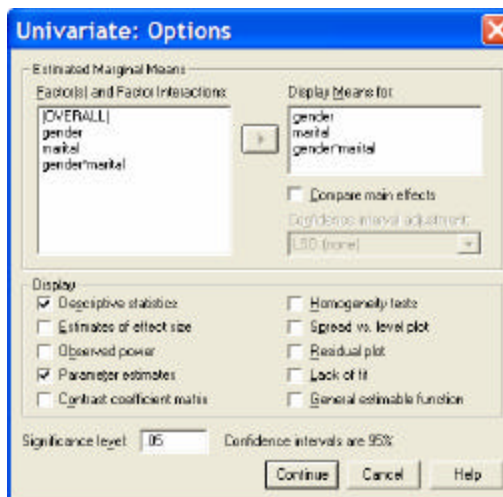 Univariate: Options
Estimated Marginal Means
Factor(s) and Factor Interactions:
(OVERALL)
gender
marital
gender*marital
Display Means for:
gender
marital
gender*marital
Compare main effects
Confidence interval adjustment:
LSD (none)
Display
Descriptive statistics
Homogeneity tests
Estimates of effect size
Spread vs. level plot
Observed power
Residual plot
Parameter estimates
Lack of fit
Contrast coefficient matrix
General estimable function
Significance level: .05 Confidence intervals are 95%
Continue Cancel Help